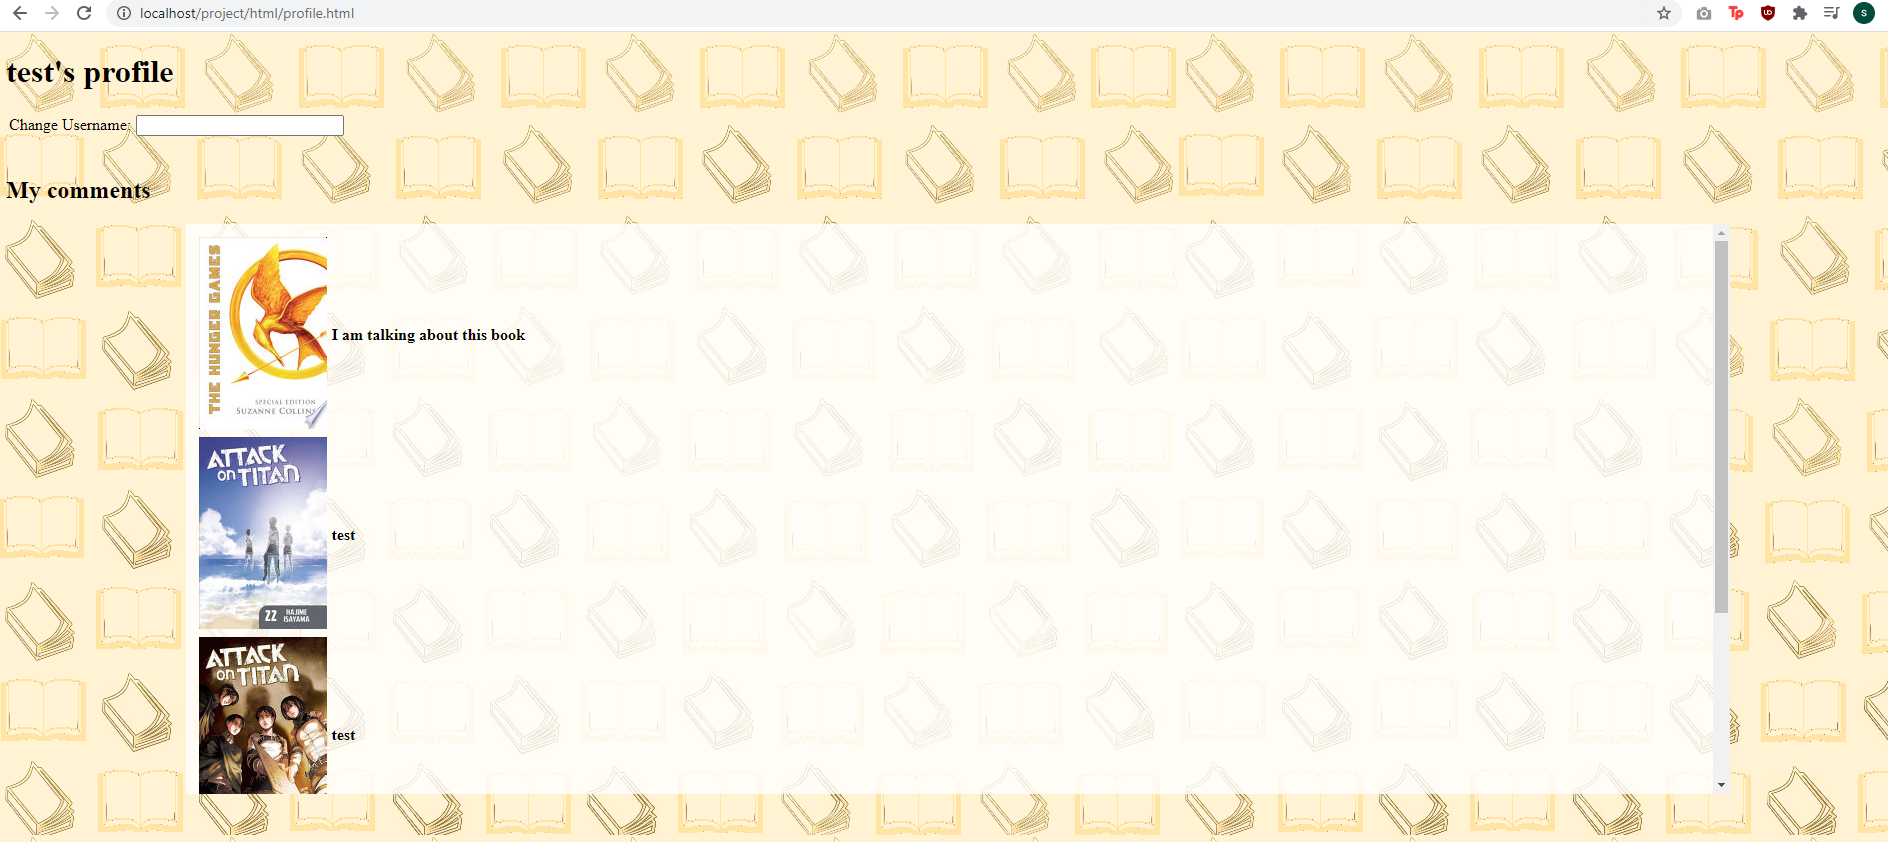 localhost/project/html/profile.html
S
test's profile
Change Username:
My comments
THE HUNGER GAMES
SPECIAL EDITION
SUZANNE COLLINS
I am talking about this book
ATTACK
ON TITAN
22 HAJIME
ISAYAMA
test
ATTACK
ON TITAN
test